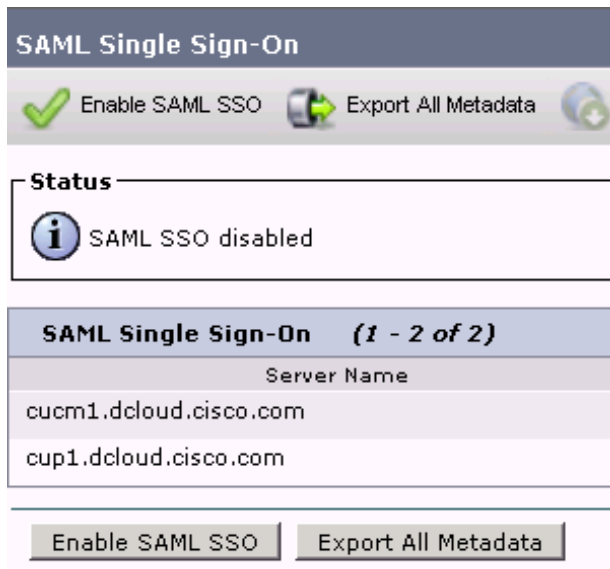 SAML Single Sign-On
Enable SAML SSO Export All Metadata
Status
SAML SSO disabled
SAML Single Sign-On (1 - 2 of 2)
Server Name
cucm1.dcloud.cisco.com
cup1.dcloud.cisco.com
Enable SAML SSO Export All Metadata